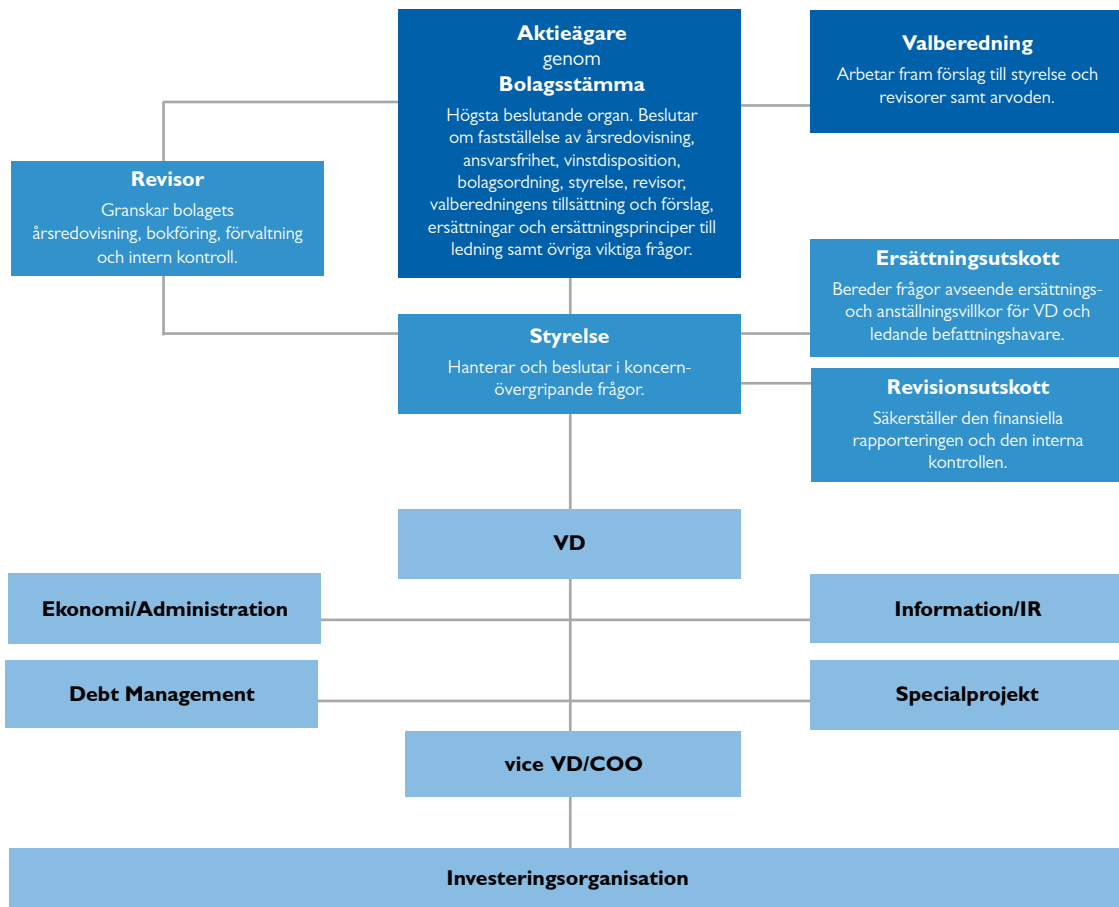 Aktieägare
genom
Bolagsstämma
Högsta beslutande organ. Beslutar
om fastställelse av årsredovisning,
ansvarsfrihet, vinstdisposition,
bolagsordning, styrelse, revisor,
valberedningens tillsättning och förslag,
ersättningar och ersättningsprinciper till
ledning samt övriga viktiga frågor.
Valberedning
Arbetar fram förslag till styrelse och
revisorer samt arvoden.
Revisor
Granskar bolagets
årsredovisning, bokföring, förvaltning
och intern kontroll.
Ersättningsutskott
Bereder frågor avseende ersättnings-
och anställningsvillkor för VD och
ledande befattningshavare.
Styrelse
Hanterar och beslutar i koncern-
övergripande frågor.
Revisionsutskott
Säkerställer den finansiella
rapporteringen och den interna
kontrollen.
VD
Ekonomi/Administration
Information/IR
Debt Management
Specialprojekt
vice VD/COO
Investeringsorganisation